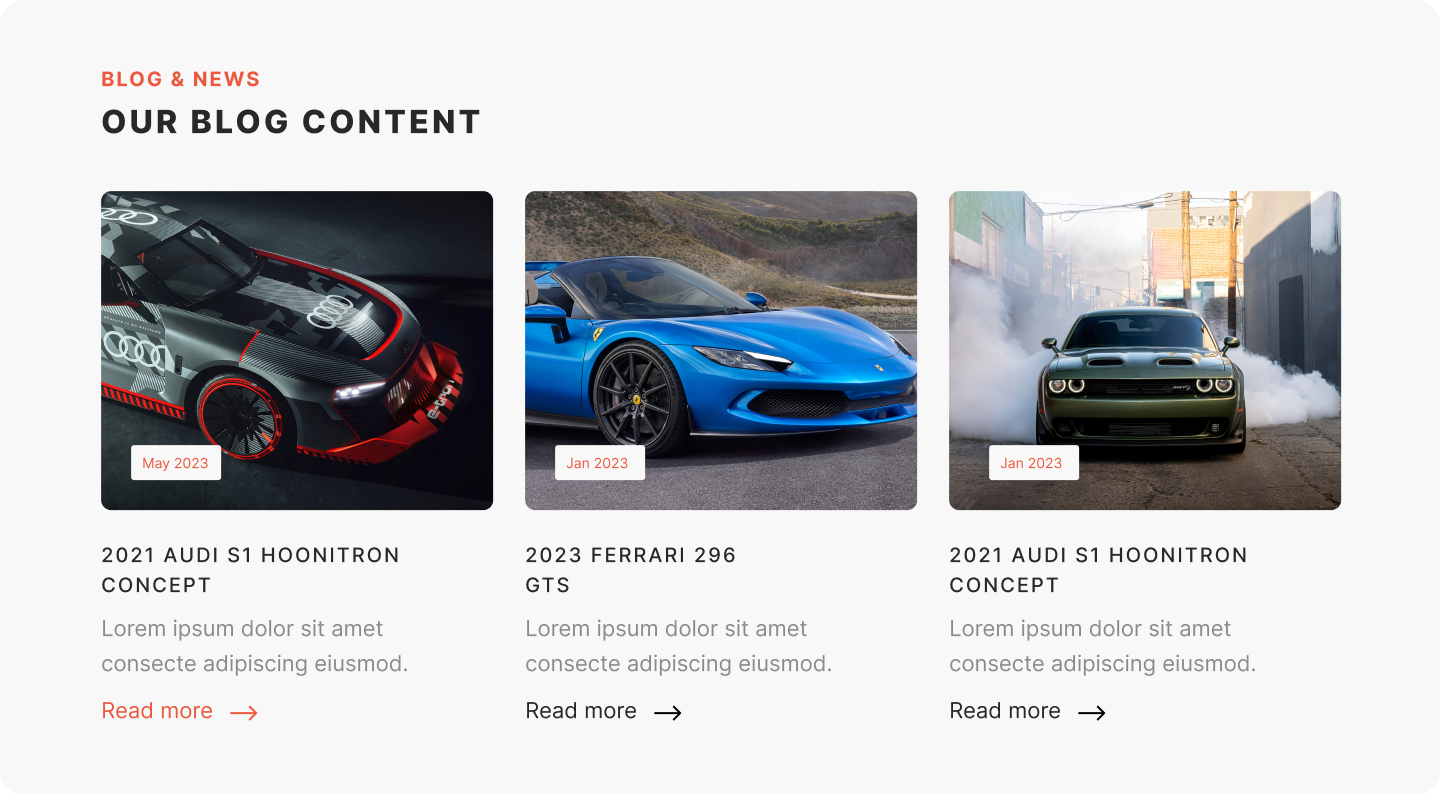 BLOG & NEWS
OUR BLOG CONTENT
e-tron
May 2023
Jan 2023
Jan 2023
2021 AUDI S1 HOONITRON
CONCEPT
Lorem ipsum dolor sit amet
consecte adipiscing eiusmod.
Read more
2023 FERRARI 296
GTS
Lorem ipsum dolor sit amet
consecte adipiscing eiusmod.
Read more
2021 AUDI S1 HOONITRON
CONCEPT
Lorem ipsum dolor sit amet
consecte adipiscing eiusmod.
Read more